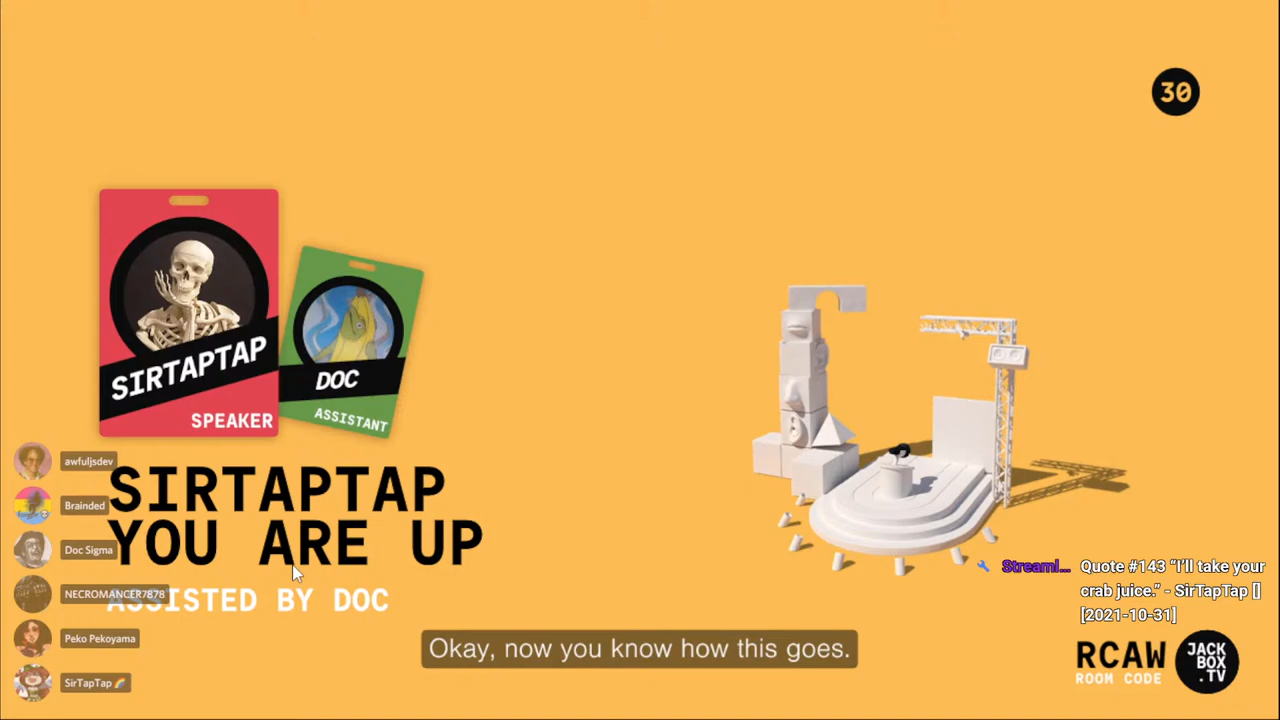 30
SIRTAPTAP
SPEAKER
DOC
ASSISTANT
SIRTAPTAP
YOU ARE UP
ASSISTED BY DOC
awfuljsdev
Brainded
Doc Sigma
NECROMANCER7878
Peko Pekoyama
SirTapTap 🌈
Okay, now you know how this goes.
Streaml... Quote #143 “I’ll take your
crab juice.” - SirTapTap []
[2021-10-31]
RCAW
ROOM CODE
JACK
BOX
.TV